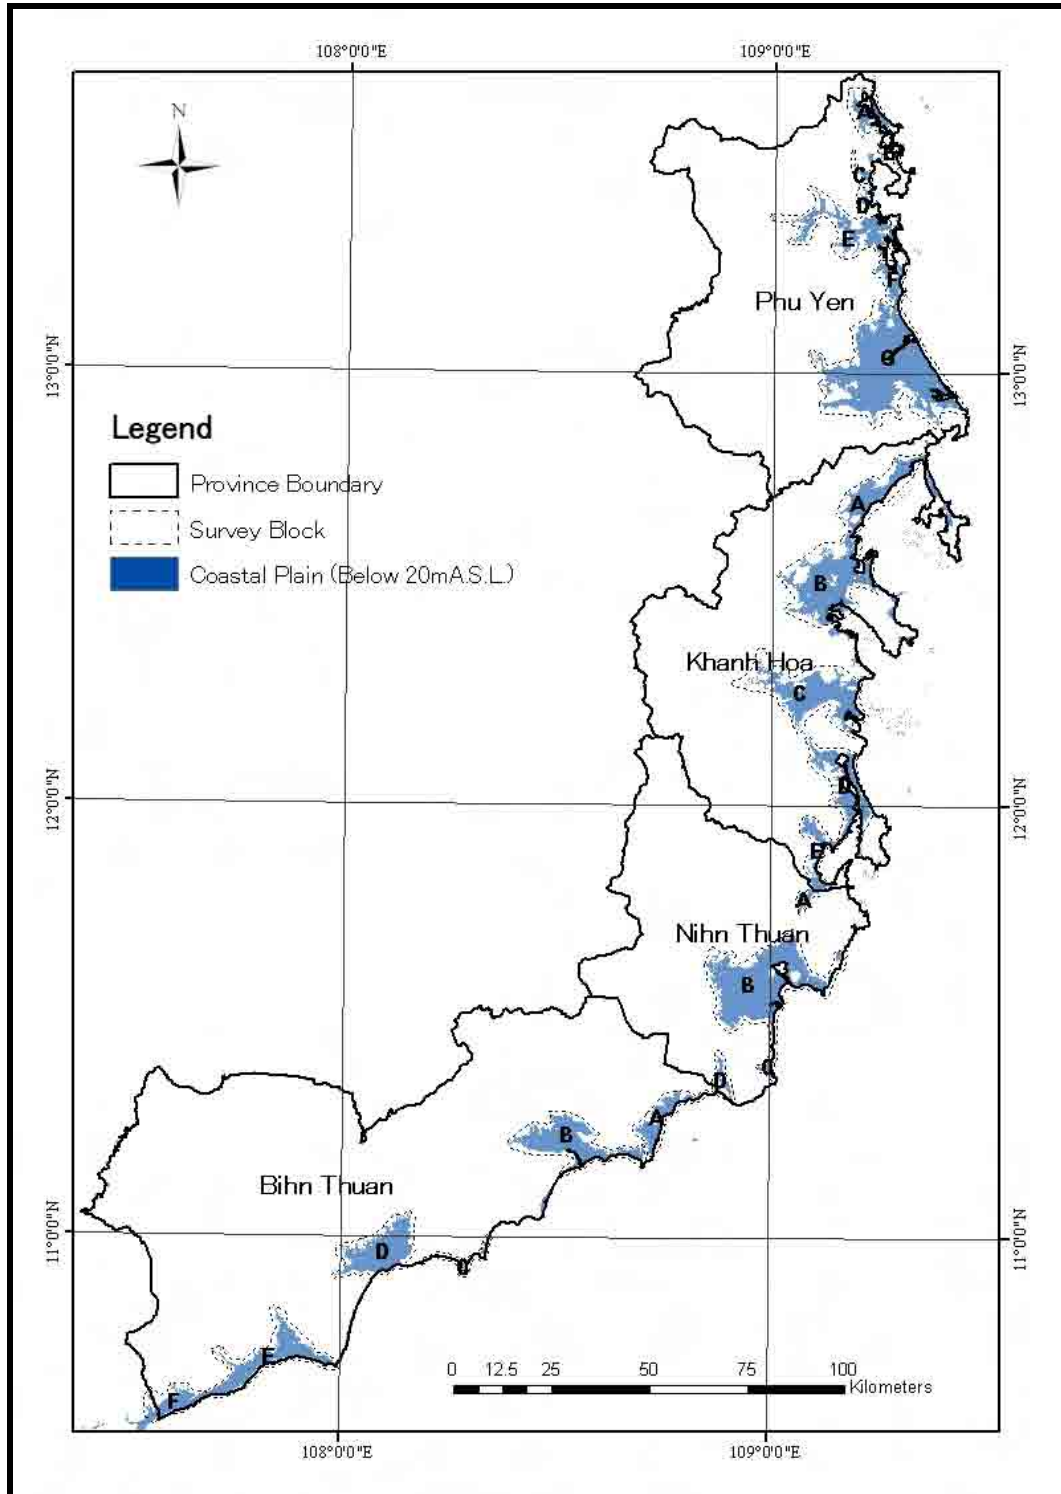 108°0'0"E
109°0'0"E
N
A
B
C
D
E
F
Phu Yen
G
13°0'0"N
13°0'0"N
Legend
Province Boundary
Survey Block
Coastal Plain (Below 20mA.S.L.)
A
B
Khanh Hoa
C
D
E
12°0'0"N
12°0'0"N
A
Nihn Thuan
B
C
D
A
B
Bihn Thuan
D
C
11°0'0"N
11°0'0"N
E
F
0 12.5 25 50 75 100
Kilometers
108°0'0"E
109°0'0"E